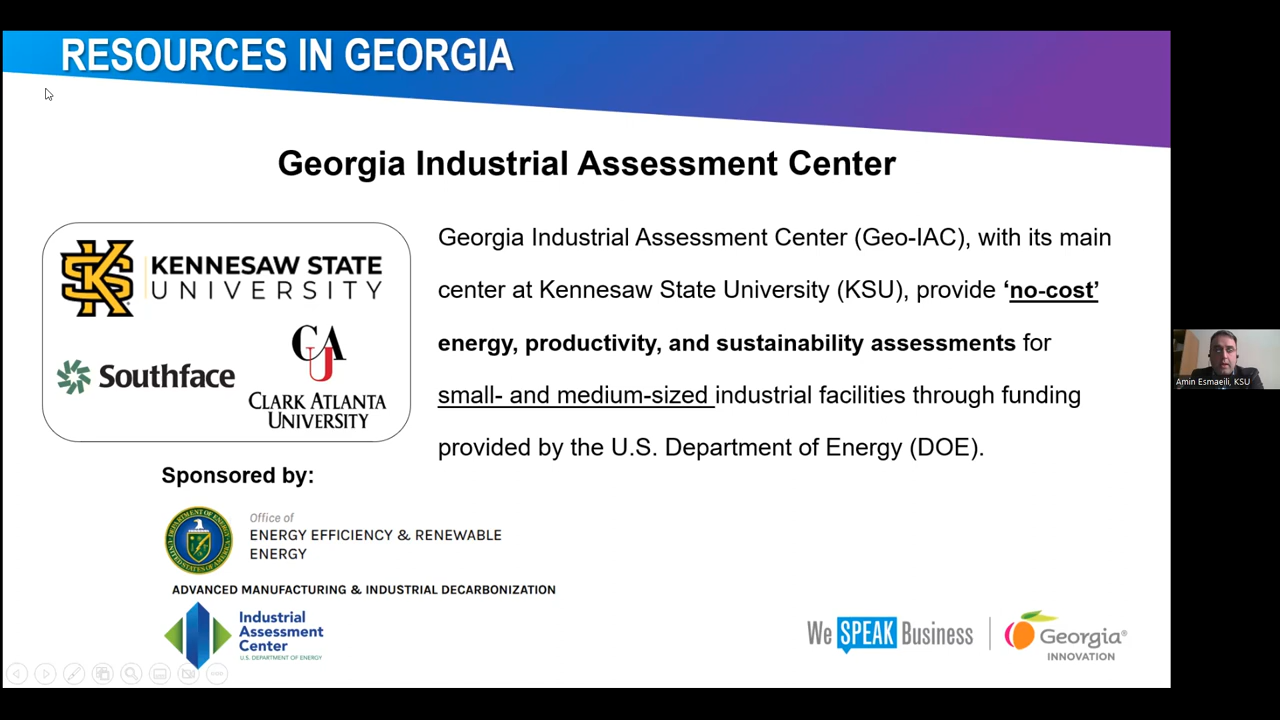 RESOURCES IN GEORGIA
Georgia Industrial Assessment Center
KENNESAW STATE
UNIVERSITY
Southface
CAU
CLARK ATLANTA
UNIVERSITY
Georgia Industrial Assessment Center (Geo-IAC), with its main
center at Kennesaw State University (KSU), provide ‘no-cost’
energy, productivity, and sustainability assessments for
small- and medium-sized industrial facilities through funding
provided by the U.S. Department of Energy (DOE).
Amin Esmaeili, KSU
Sponsored by:
Office of
ENERGY EFFICIENCY & RENEWABLE
ENERGY
ADVANCED MANUFACTURING & INDUSTRIAL DECARBONIZATION
Industrial
Assessment
Center
U.S. DEPARTMENT OF ENERGY
We SPEAK Business
Georgia®
INNOVATION